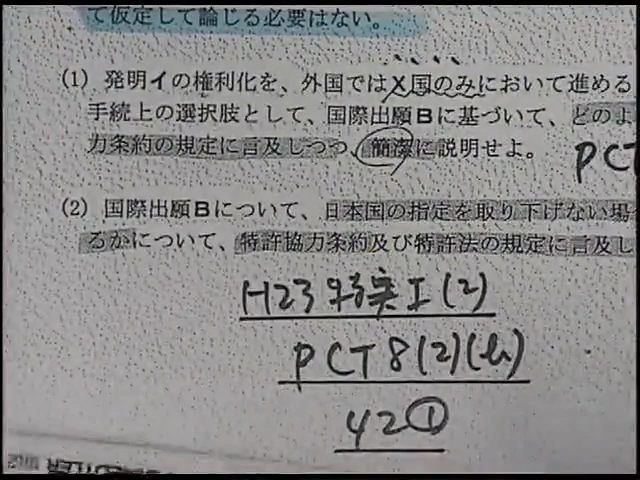 て仮定して論じる必要はない。
(1) 発明イの権利化を、外国ではX国のみにおいて進める
手続上の選択肢として、国際出願Bに基づいて、どのよ
力条約の規定に言及しつつ、簡潔に説明せよ。
PCT
(2) 国際出願Bについて、日本国の指定を取り下げない場
るかについて、特許協力条約及び特許法の規定に言及し
H23 特実I(2)
PCT8(2)(b)
42①